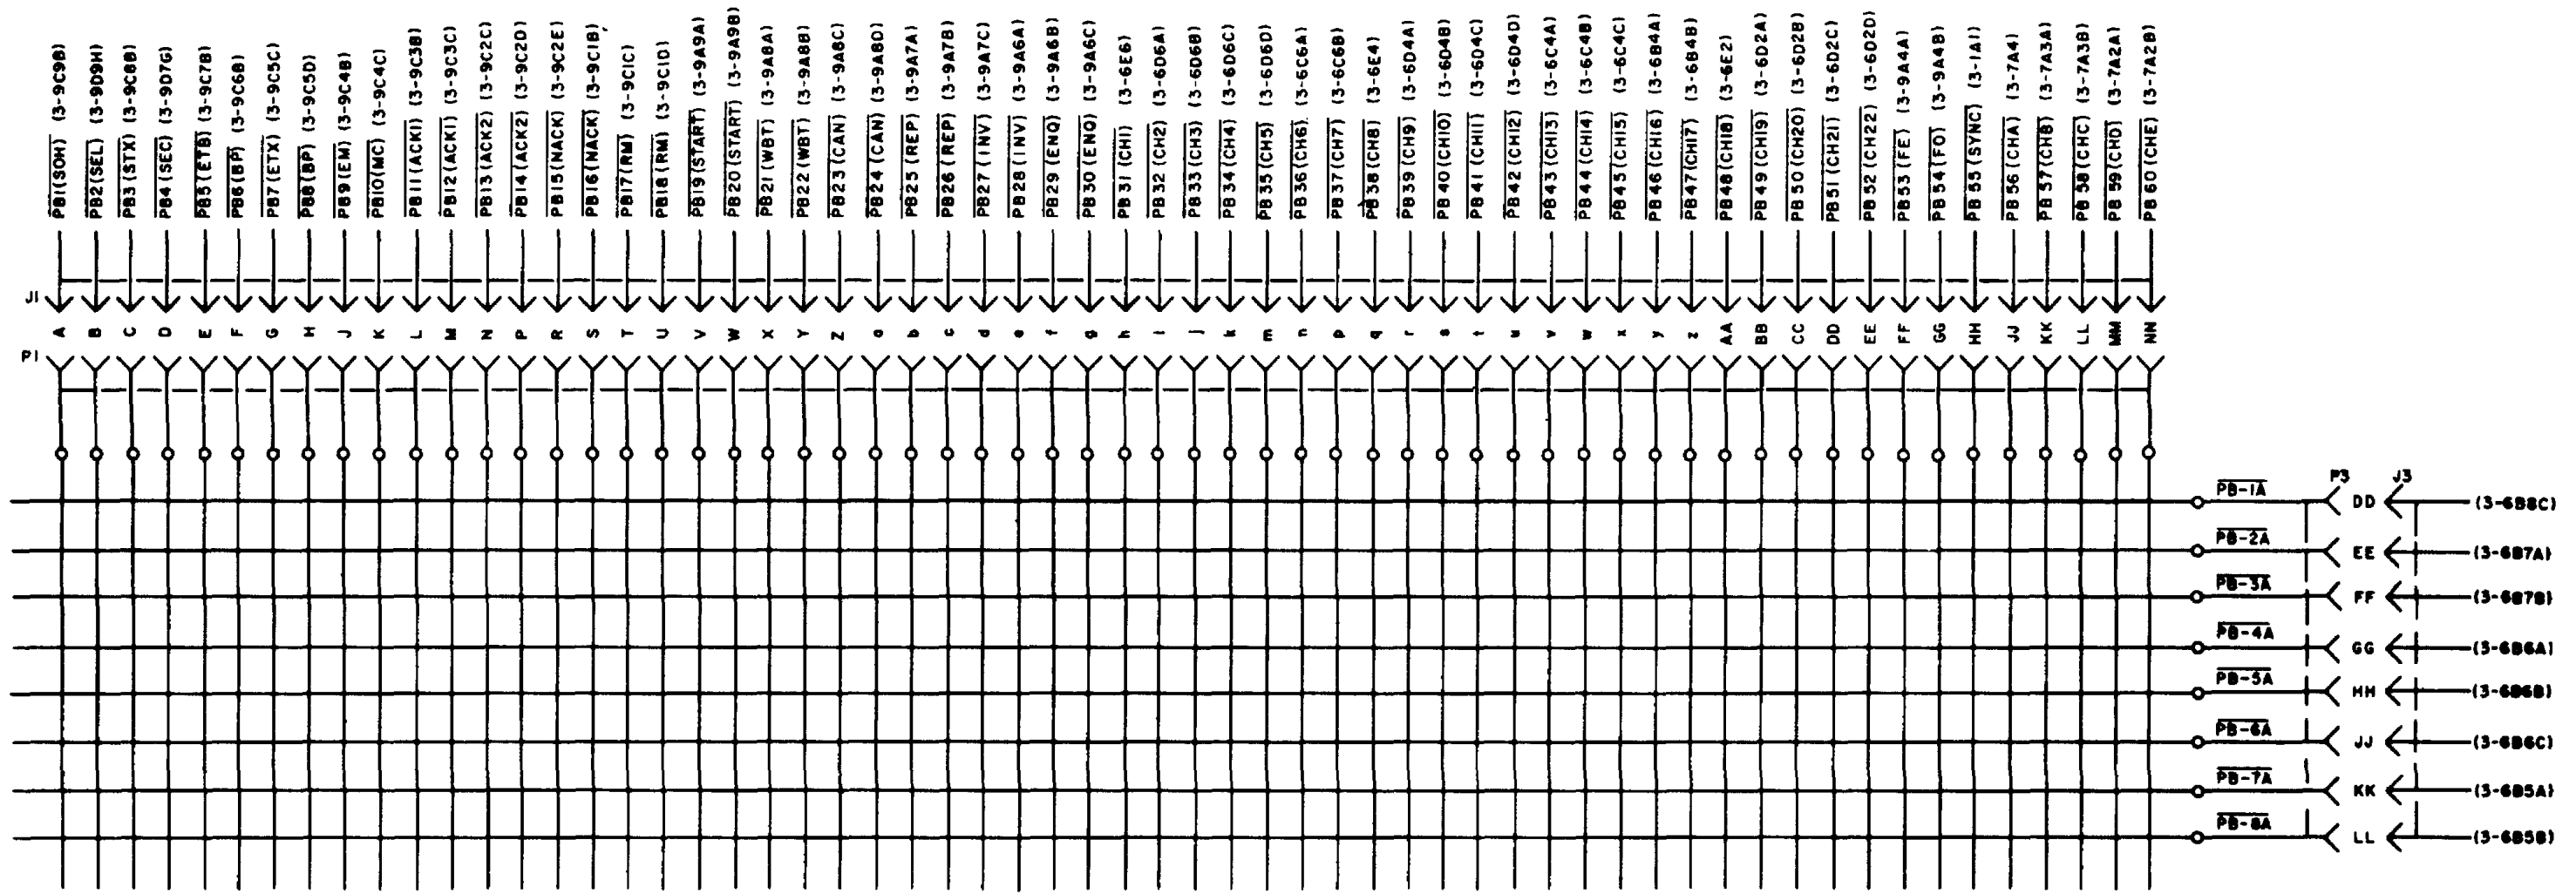 PB1(SOH) (3-9C9B)
PB2(SEL) (3-9D9H)
PB3(STX) (3-9C8B)
PB4(SEC) (3-9D7G)
PB5(ETB) (3-9C7B)
PB6(BP) (3-9C6B)
PB7(ETX) (3-9C5C)
PB8(BP) (3-9C5D)
PB9(EM) (3-9C4B)
PB10(MC) (3-9C4C)
PB11(ACK1) (3-9C3B)
PB12(ACK1) (3-9C3C)
PB13(ACK2) (3-9C2C)
PB14(ACK2) (3-9C2D)
PB15(NACK) (3-9C2E)
PB16(NACK) (3-9C1B)
PB17(RM) (3-9C1C)
PB18(RM) (3-9C1D)
PB19(START) (3-9A9A)
PB20(START) (3-9A9B)
PB21(WBT) (3-9A8A)
PB22(WBT) (3-9A8B)
PB23(CAN) (3-9A8C)
PB24(CAN) (3-9A8D)
PB25(REP) (3-9A7A)
PB26(REP) (3-9A7B)
PB27(INV) (3-9A7C)
PB28(INV) (3-9A6A)
PB29(ENQ) (3-9A6B)
PB30(ENQ) (3-9A6C)
PB31(CH1) (3-6E6)
PB32(CH2) (3-6D6A)
PB33(CH3) (3-6D6B)
PB34(CH4) (3-6D6C)
PB35(CH5) (3-6D6D)
PB36(CH6) (3-6C6A)
PB37(CH7) (3-6C6B)
PB38(CH8) (3-6E4)
PB39(CH9) (3-6D4A)
PB40(CH10) (3-6D4B)
PB41(CH11) (3-6D4C)
PB42(CH12) (3-6D4D)
PB43(CH13) (3-6C4A)
PB44(CH14) (3-6C4B)
PB45(CH15) (3-6C4C)
PB46(CH16) (3-6B4A)
PB47(CH17) (3-6B4B)
PB48(CH18) (3-6E2)
PB49(CH19) (3-6D2A)
PB50(CH20) (3-6D2B)
PB51(CH21) (3-6D2C)
PB52(CH22) (3-6D2D)
PB53(FE) (3-9A4A)
PB54(FO) (3-9A4B)
PB55(SYNC) (3-1A1)
PB56(CHA) (3-7A4)
PB57(CHB) (3-7A3A)
PB58(CHC) (3-7A3B)
PB59(CHD) (3-7A2A)
PB60(CHE) (3-7A2B)
J1
A B C D E F G H J K L M N P R S T U V W X Y Z a b c d e f g h i j k m n p q r s t u v w x y z AA BB CC DD EE FF GG HH JJ KK LL MM NN
P1
P3 J3
PB-1A DD (3-6B8C)
PB-2A EE (3-6B7A)
PB-3A FF (3-6B7B)
PB-4A GG (3-6B6A)
PB-5A HH (3-6B6B)
PB-6A JJ (3-6B6C)
PB-7A KK (3-6B5A)
PB-8A LL (3-6B5B)